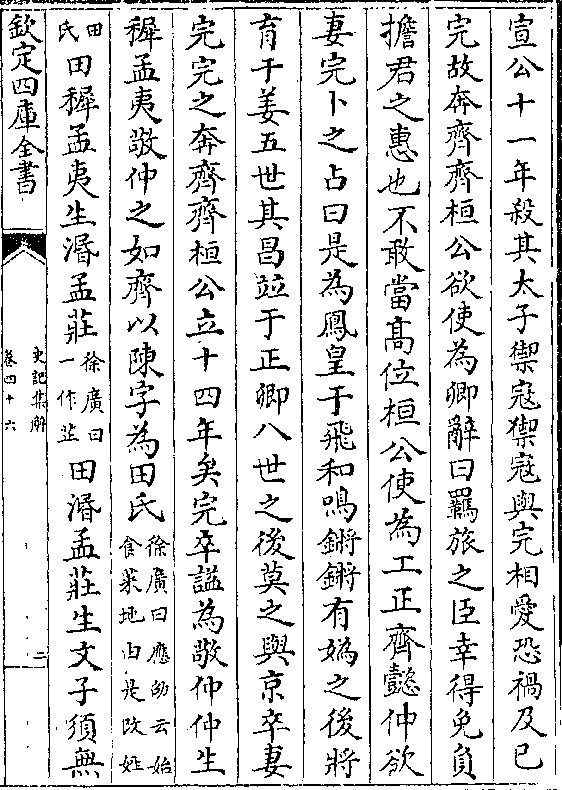 宣公十一年殺其太子禦寇禦寇與完相愛恐禍及已
完故奔齊齊桓公欲使為卿辭曰羈旅之臣幸得免負
擔君之惠也不敢當髙位桓公使為工正齊懿仲欲
妻完卜之占曰是為鳳皇于飛和鳴鏘鏘有媯之後將
育于姜五世其昌竝于正卿八世之後莫之與京卒妻
完完之奔齊齊桓公立十四年矣完卒諡為敬仲仲生
穉孟夷敬仲之如齊以陳字為田氏徐廣曰應劭云始食菜地由是改姓
田氏田穉孟夷生湣孟莊徐廣曰一作芷田湣孟莊生文子須無
欽定四庫全書
史記集解
卷四十六
二